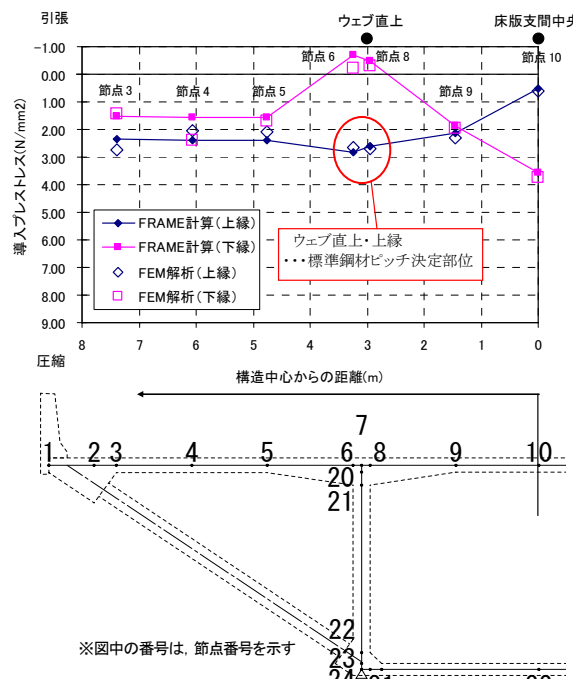 引張
ウェブ直上
床版支間中央
-1.00
0.00
1.00
2.00
3.00
4.00
5.00
6.00
7.00
8.00
9.00
導入プレストレス(N/mm2)
節点3
節点4
節点5
節点6
節点8
節点9
節点10
FRAME計算(上縁)
FRAME計算(下縁)
FEM解析(上縁)
FEM解析(下縁)
ウェブ直上・上縁
・・・標準鋼材ピッチ決定部位
8 7 6 5 4 3 2 1 0
圧縮
構造中心からの距離(m)
7
1 2 3 4 5 6 8 9 10
20
21
22
23
24
※図中の番号は, 節点番号を示す